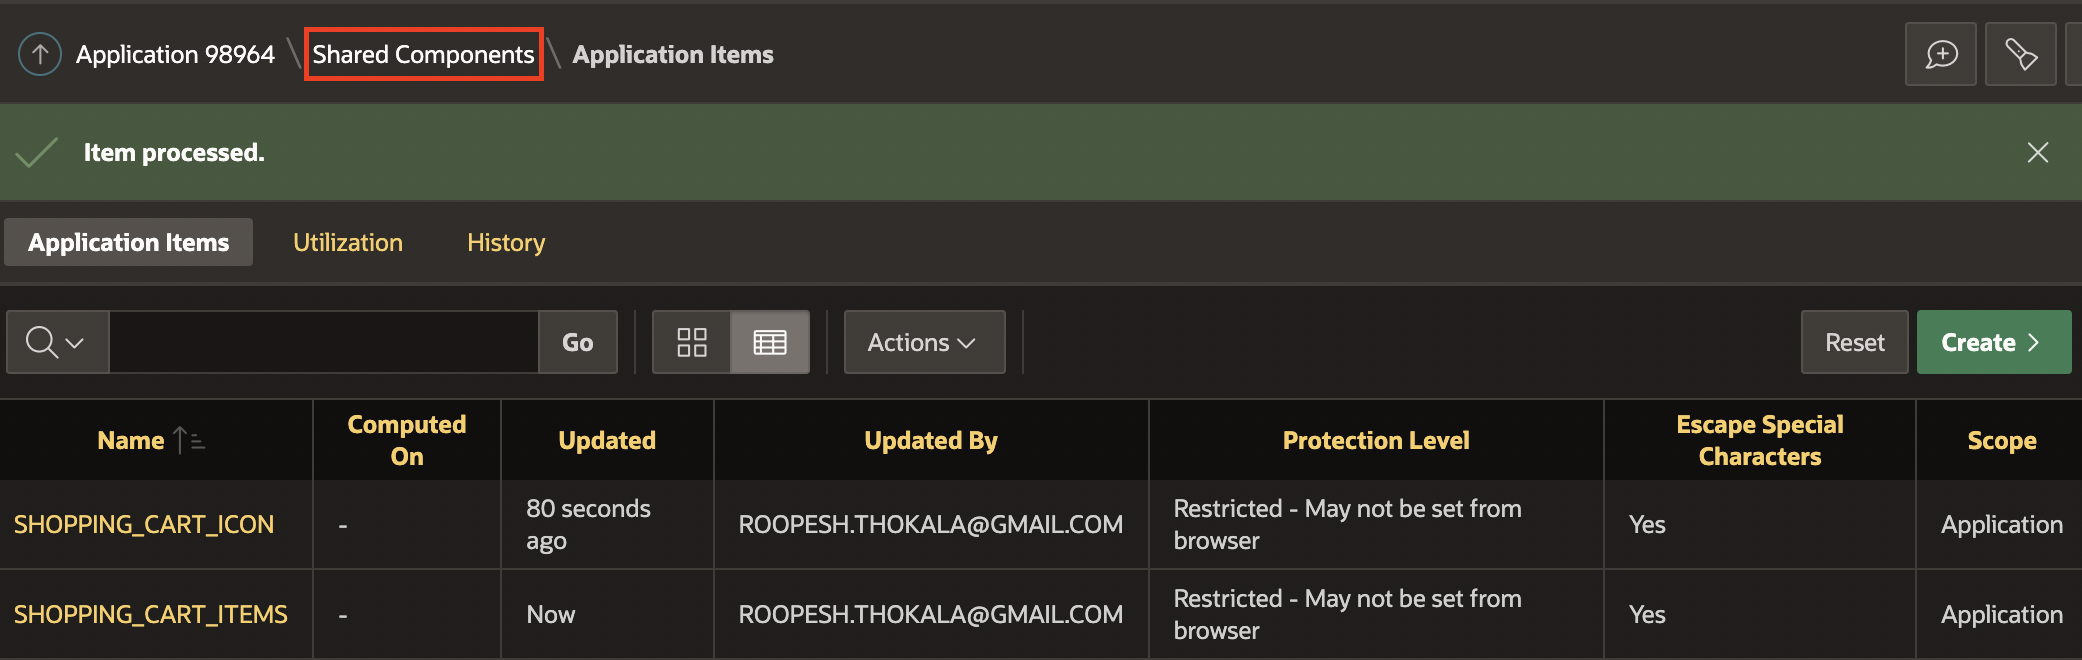 Application 98964 \ Shared Components \ Application Items
Item processed.
Application Items Utilization History
Go Actions Reset Create
Name Computed On Updated Updated By Protection Level Escape Special Characters Scope
SHOPPING_CART_ICON - 80 seconds ago ROOPESH.THOKALA@GMAIL.COM Restricted - May not be set from browser Yes Application
SHOPPING_CART_ITEMS - Now ROOPESH.THOKALA@GMAIL.COM Restricted - May not be set from browser Yes Application